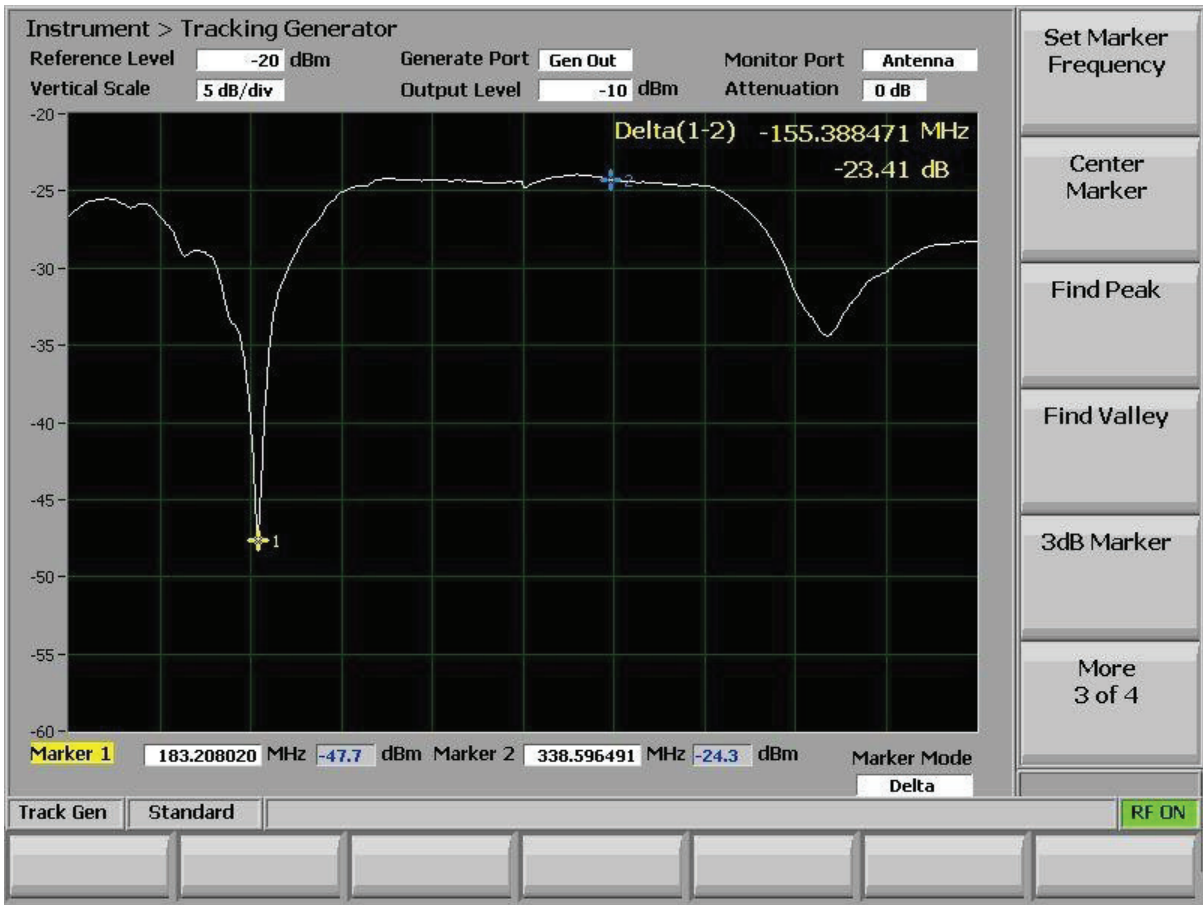 Instrument > Tracking Generator
Reference Level -20 dBm Generate Port Gen Out Monitor Port Antenna
Vertical Scale 5 dB/div Output Level -10 dBm Attenuation 0 dB
-20
Delta(1-2) -155.388471 MHz
-23.41 dB
-25
2
-30
-35
-40
-45
1
-50
-55
-60
Marker 1 183.208020 MHz -47.7 dBm Marker 2 338.596491 MHz -24.3 dBm Marker Mode
Delta
Track Gen Standard RF ON
Set Marker
Frequency
Center
Marker
Find Peak
Find Valley
3dB Marker
More
3 of 4